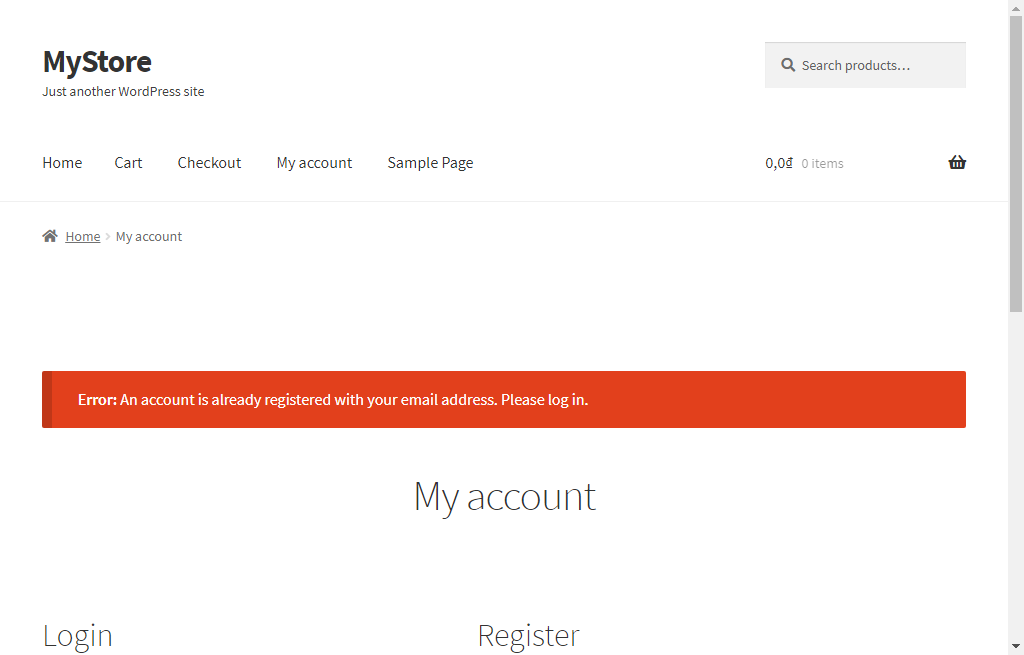 MyStore
Just another WordPress site
Search products…
Home Cart Checkout My account Sample Page
0,0₫ 0 items
Home My account
Error: An account is already registered with your email address. Please log in.
My account
Login
Register